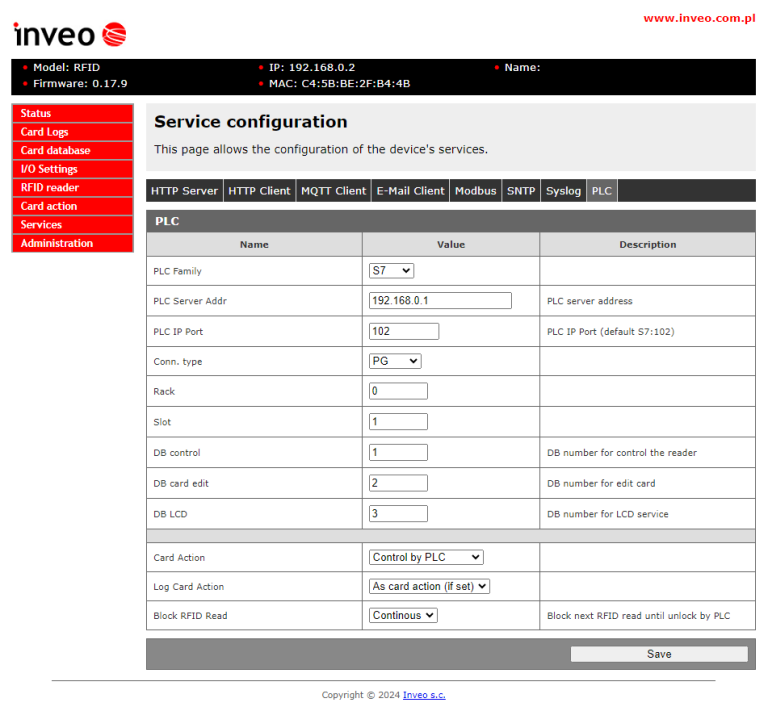 www.inveo.com.pl
inveo
• Model: RFID • IP: 192.168.0.2 • Name:
• Firmware: 0.17.9 • MAC: C4:5B:BE:2F:B4:4B
Status
Card Logs
Card database
I/O Settings
RFID reader
Card action
Services
Administration
Service configuration
This page allows the configuration of the device's services.
HTTP Server HTTP Client MQTT Client E-Mail Client Modbus SNTP Syslog PLC
PLC
Name Value Description
PLC Family S7
PLC Server Addr 192.168.0.1 PLC server address
PLC IP Port 102 PLC IP Port (default S7:102)
Conn. type PG
Rack 0
Slot 1
DB control 1 DB number for control the reader
DB card edit 2 DB number for edit card
DB LCD 3 DB number for LCD service
Card Action Control by PLC
Log Card Action As card action (if set)
Block RFID Read Continous Block next RFID read until unlock by PLC
Save
Copyright © 2024 Inveo s.c.